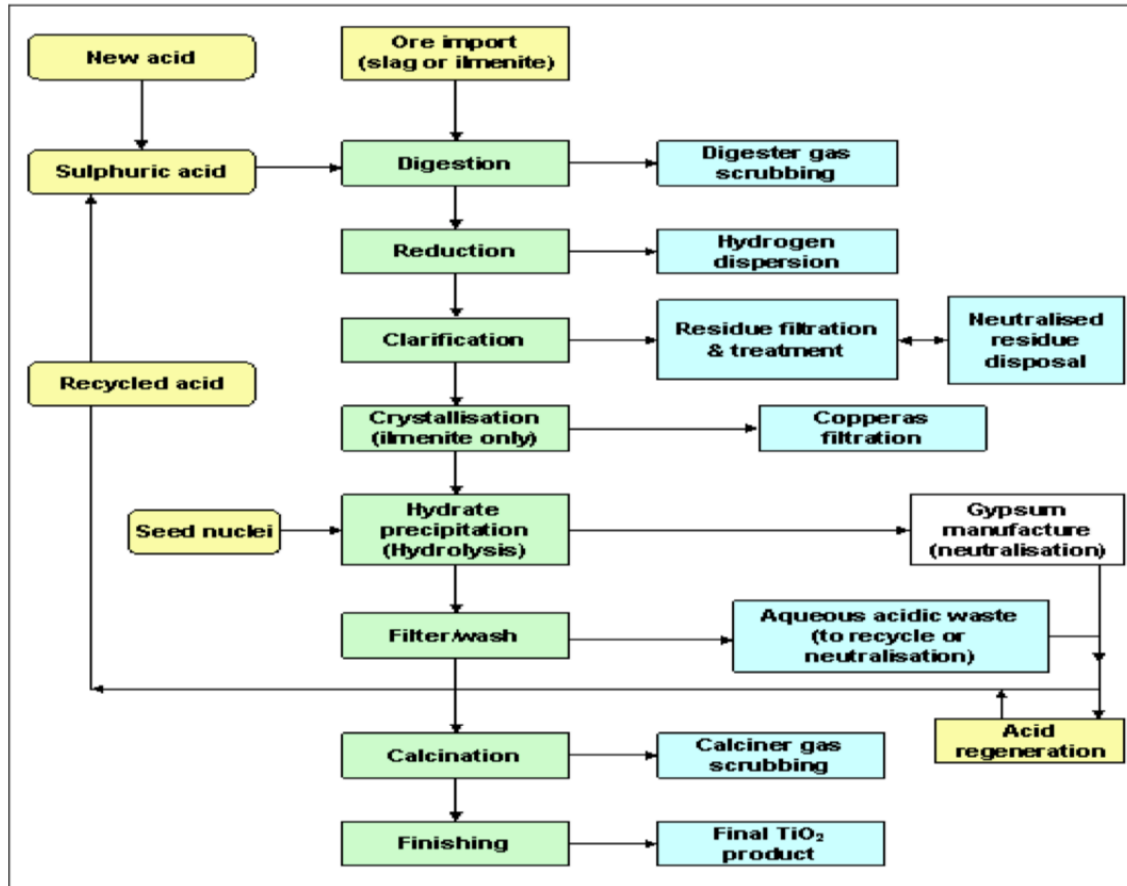 New acid
Ore import
(slag or ilmenite)
Sulphuric acid
Digestion
Digester gas
scrubbing
Reduction
Hydrogen
dispersion
Clarification
Residue filtration
& treatment
Neutralised
residue
disposal
Recycled acid
Crystallisation
(ilmenite only)
Copperas
filtration
Seed nuclei
Hydrate
precipitation
(Hydrolysis)
Gypsum
manufacture
(neutralisation)
Filter/wash
Aqueous acidic waste
(to recycle or
neutralisation)
Acid
regeneration
Calcination
Calciner gas
scrubbing
Finishing
Final TiO₂
product